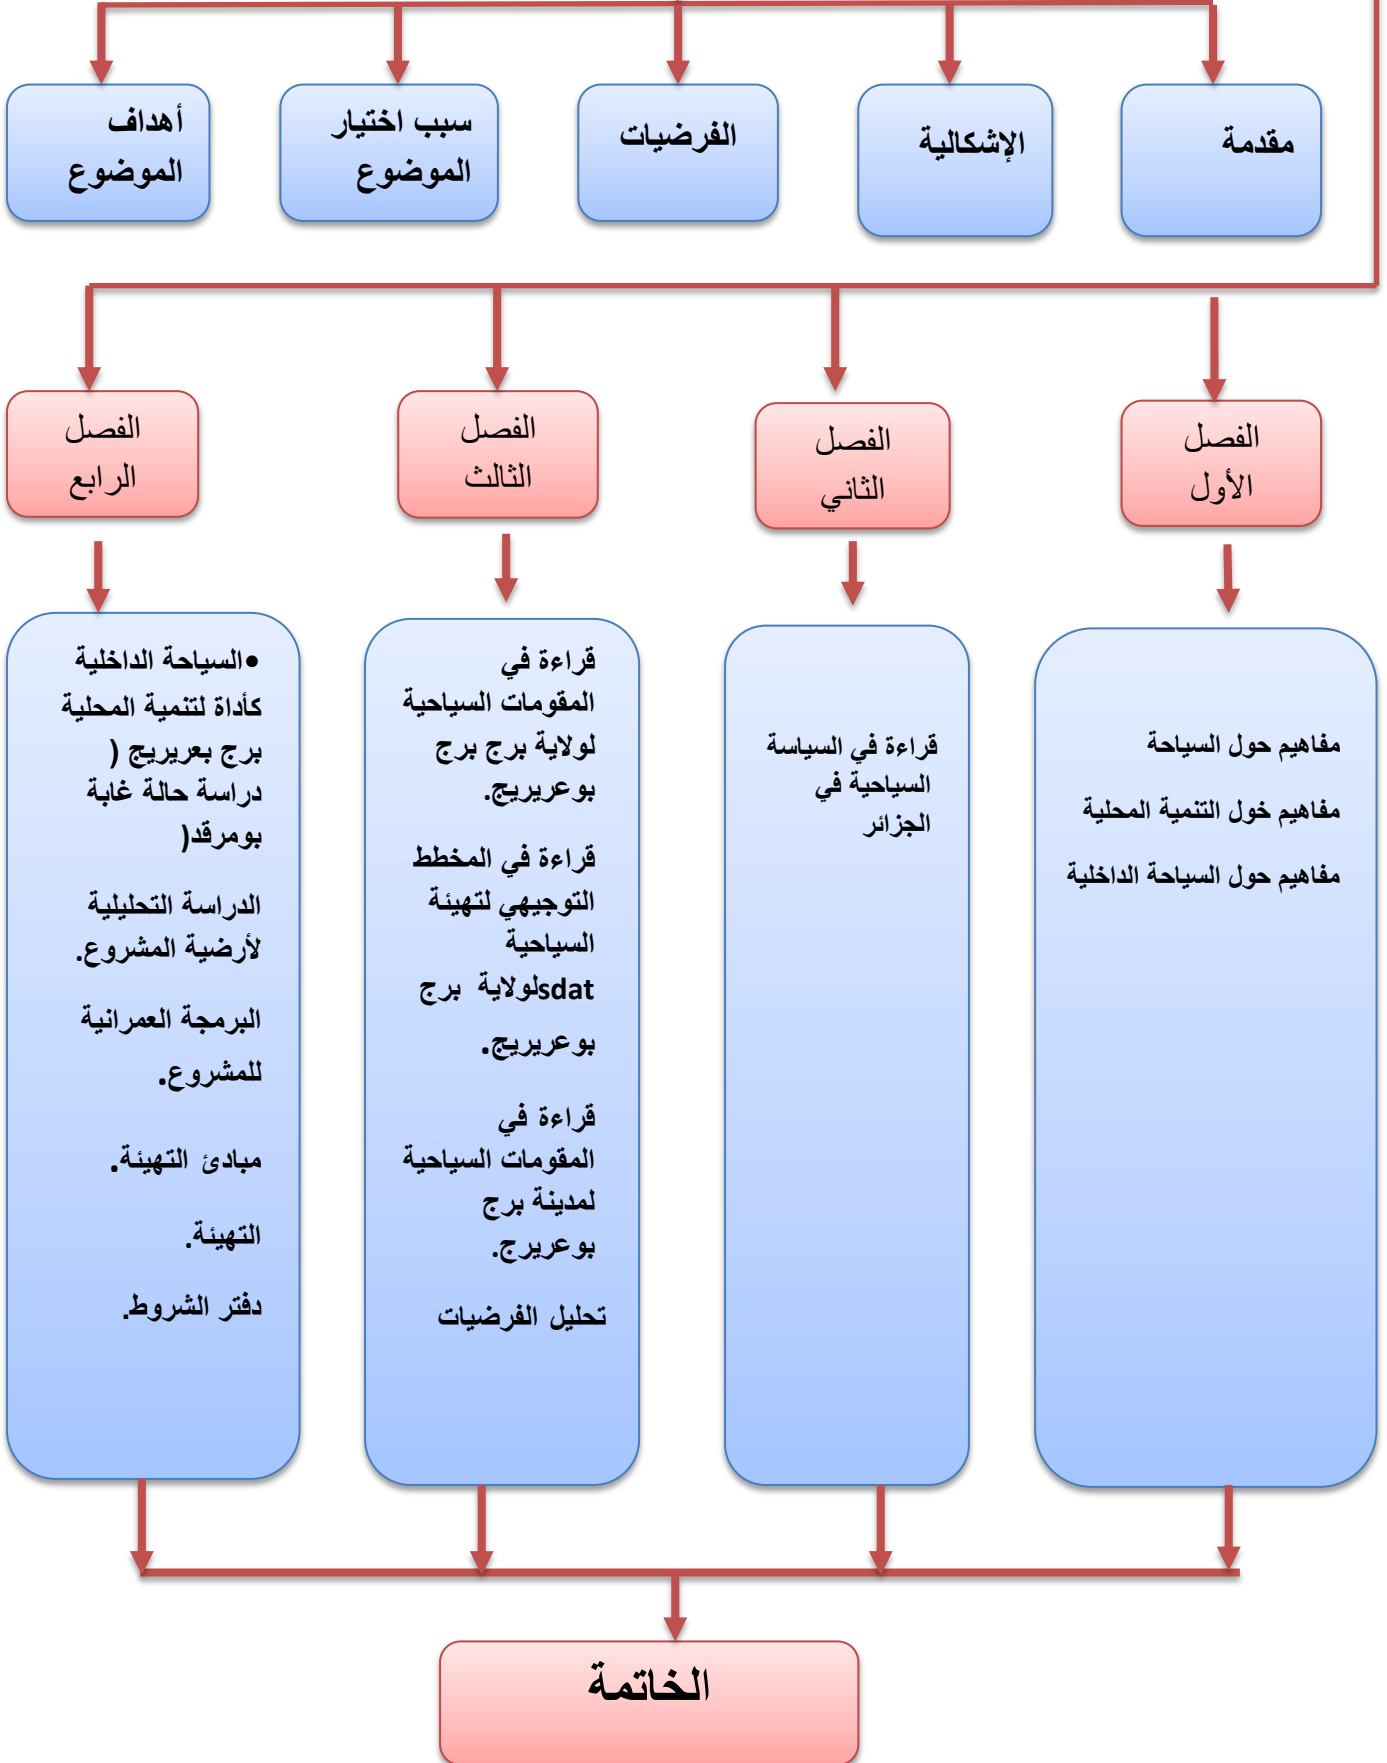 مقدمة
الإشكالية
الفرضيات
سبب اختيار
الموضوع
أهداف
الموضوع
الفصل
الأول
الفصل
الثاني
الفصل
الثالث
الفصل
الرابع
مفاهيم حول السياحة
مفاهيم خول التنمية المحلية
مفاهيم حول السياحة الداخلية
قراءة في السياسة
السياحية في
الجزائر
قراءة في
المقومات السياحية
لولاية برج برج
بوعريريج.
قراءة في المخطط
التوجيهي لتهيئة
السياحية
sdatلولاية برج
بوعريريج.
قراءة في
المقومات السياحية
لمدينة برج
بوعريرج.
تحليل الفرضيات
•السياحة الداخلية
كأداة لتنمية المحلية
برج بعريريج (
دراسة حالة غابة
بومرقد(
الدراسة التحليلية
لأرضية المشروع.
البرمجة العمرانية
للمشروع.
مبادئ التهيئة.
التهيئة.
دفتر الشروط.
الخاتمة